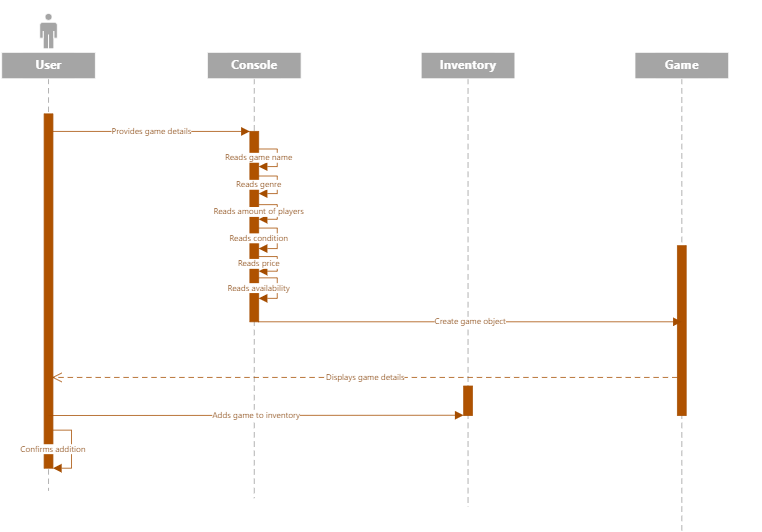 User
Console
Inventory
Game
Provides game details
Reads game name
Reads genre
Reads amount of players
Reads condition
Reads price
Reads availability
Create game object
Displays game details
Adds game to inventory
Confirms addition